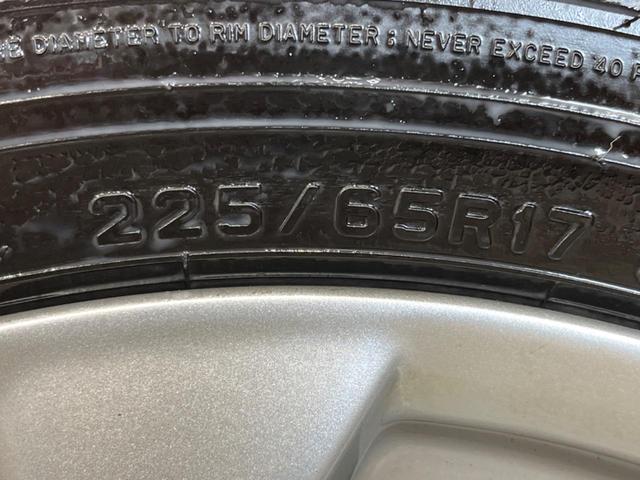 DIAMETER TO RIM DIAMETER ; NEVER EXCEED 40
225/65R17